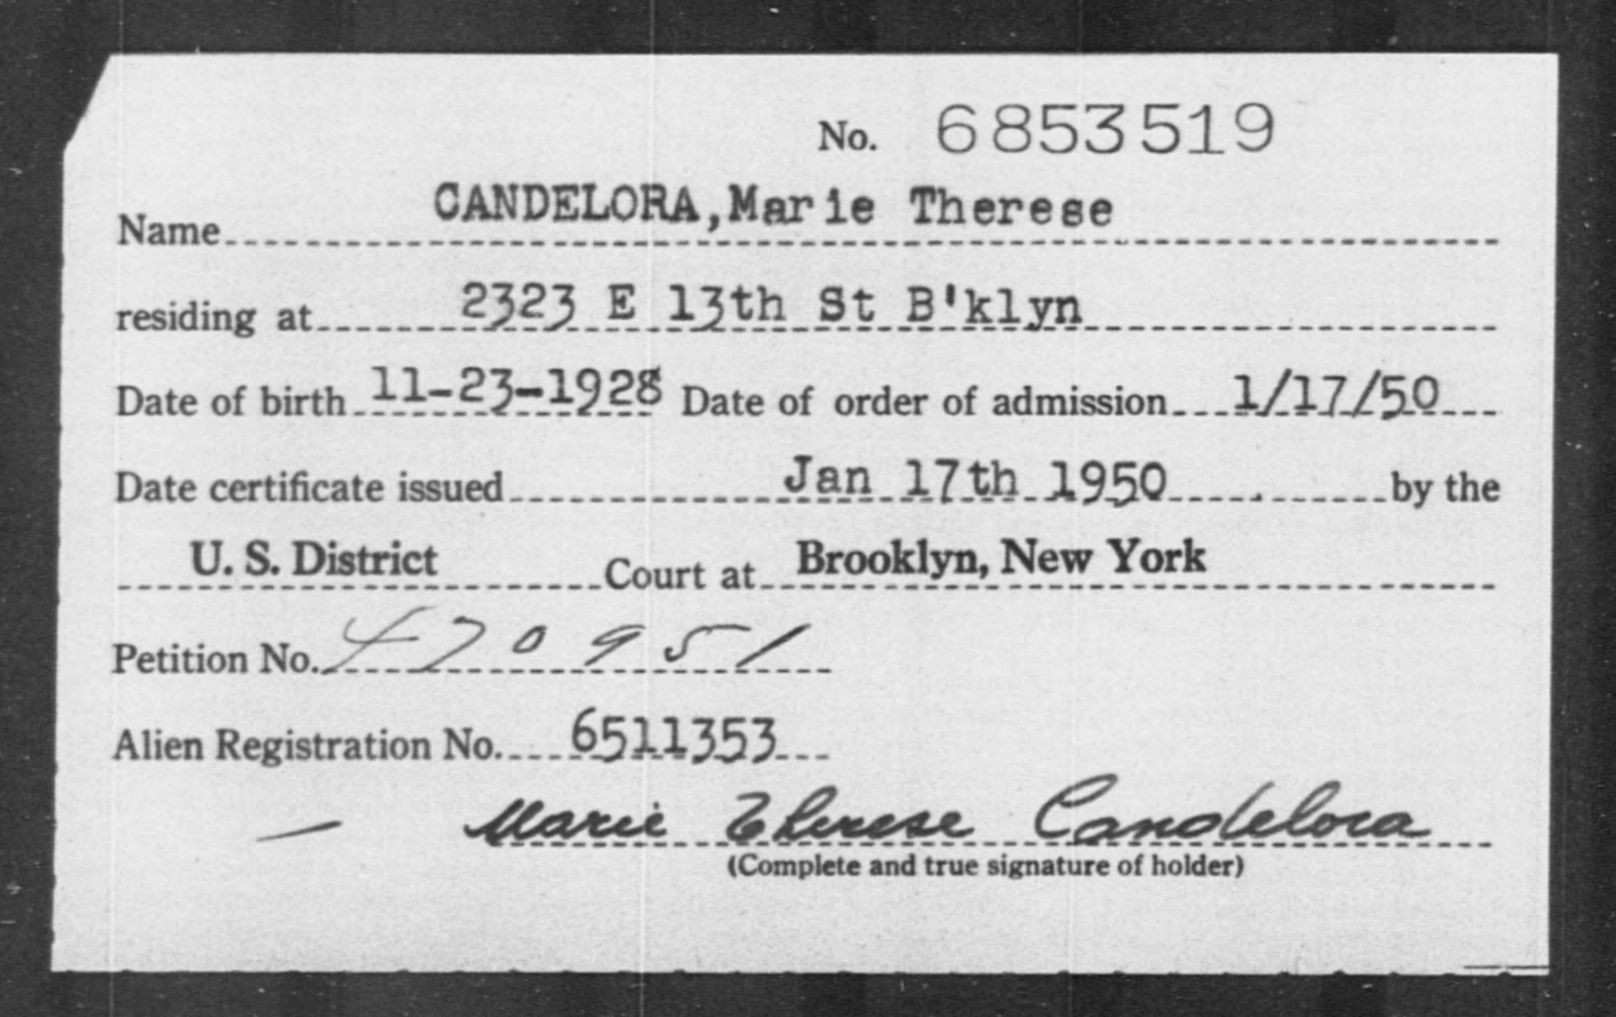 No. 6853519
Name CANDELORA,Marie Therese
residing at 2323 E 13th St B'klyn
Date of birth 11-23-1928 Date of order of admission 1/17/50
Date certificate issued Jan 17th 1950 by the
U. S. District Court at Brooklyn, New York
Petition No. 470951
Alien Registration No. 6511353
Marie Therese Candelora
(Complete and true signature of holder)